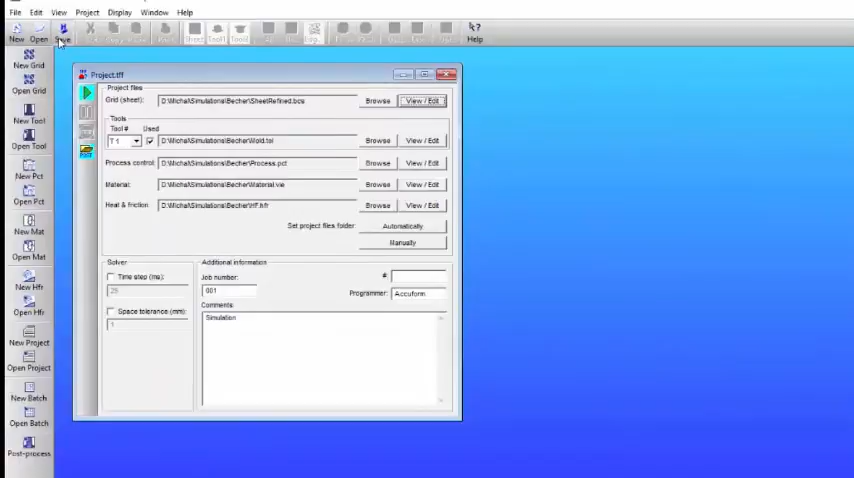 File Edit View Project Display Window Help
New Open Save Help
New Grid
Open Grid
New Tool
Open Tool
New Pct
Open Pct
New Mat
Open Mat
New Hfr
Open Hfr
New Project
Open Project
New Batch
Open Batch
Post-process
Project.tff
Project files
Grid (sheet): D:\Michal\Simulations\Becher\SheetRefined.bcs Browse View / Edit
Tools
Tool # Used
T 1 D:\Michal\Simulations\Becher\Mold.tol Browse View / Edit
Process control: D:\Michal\Simulations\Becher\Process.pct Browse View / Edit
Material: D:\Michal\Simulations\Becher\Material.vie Browse View / Edit
Heat & friction: D:\Michal\Simulations\Becher\HF.hfr Browse View / Edit
Set project files folder: Automatically
Manually
Solver
Time step (ms):
25
Space tolerance (mm):
1
Additional information
Job number: #
001 Programmer: Accuform
Comments:
Simulation